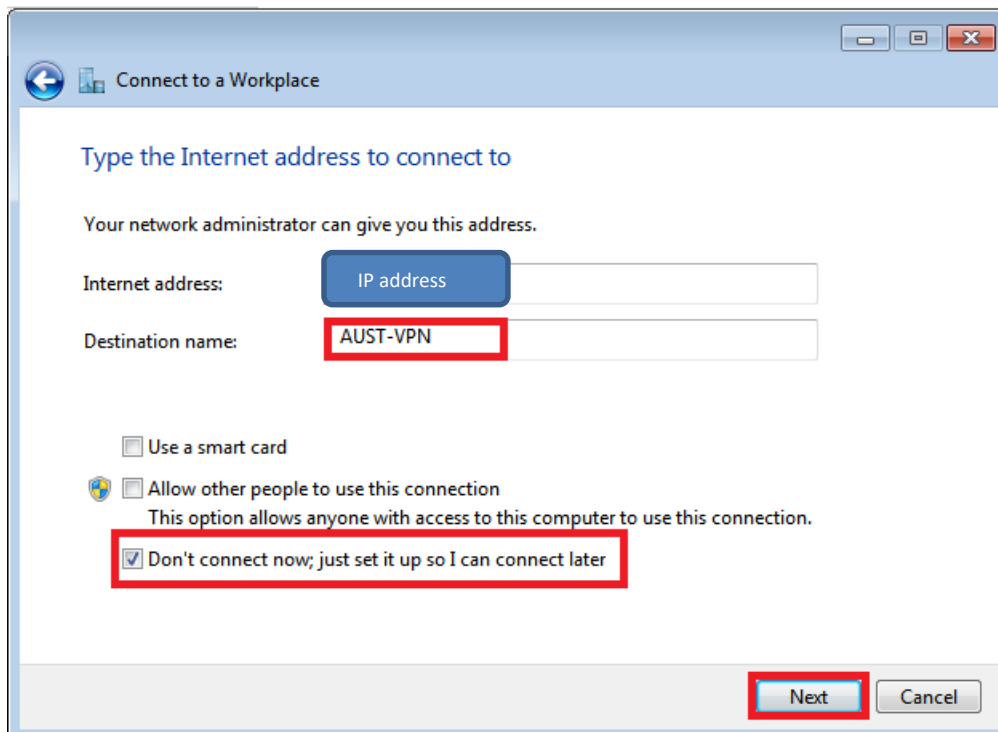 Connect to a Workplace
Type the Internet address to connect to
Your network administrator can give you this address.
Internet address:
IP address
Destination name:
AUST-VPN
Use a smart card
Allow other people to use this connection
This option allows anyone with access to this computer to use this connection.
Don't connect now; just set it up so I can connect later
Next
Cancel